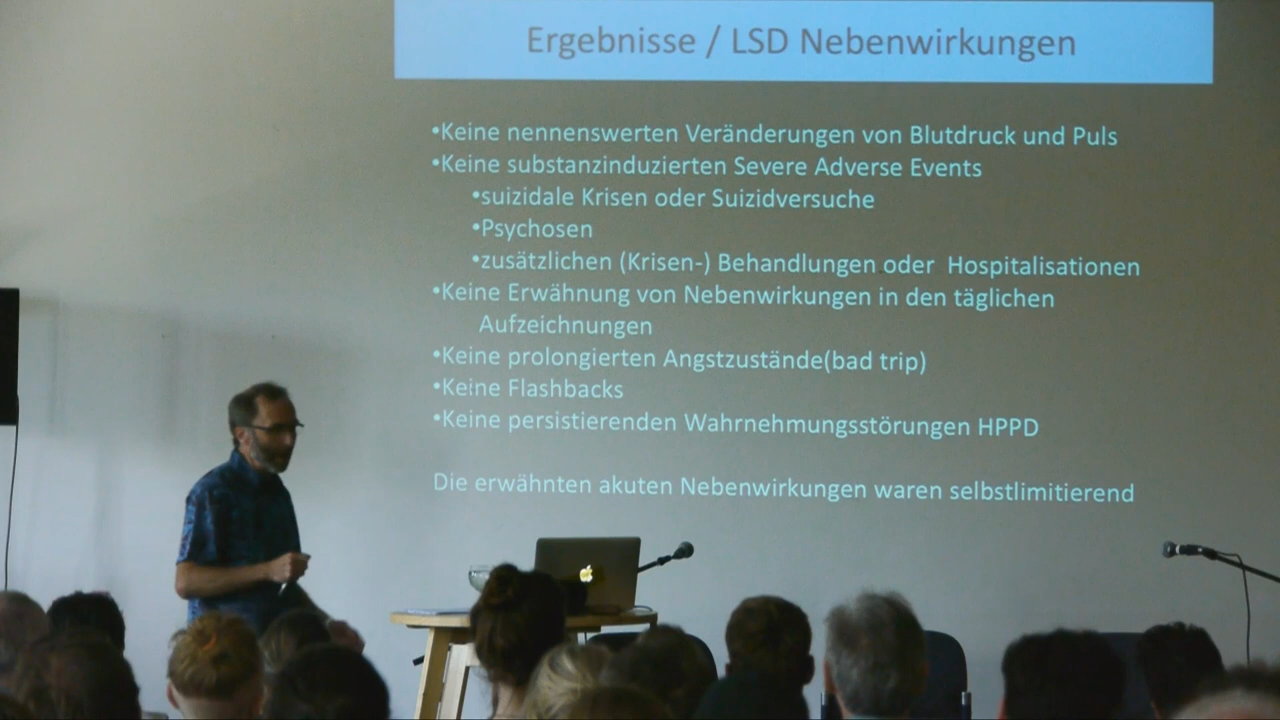 Ergebnisse / LSD Nebenwirkungen
•Keine nennenswerten Veränderungen von Blutdruck und Puls
•Keine substanzinduzierten Severe Adverse Events
•suizidale Krisen oder Suizidversuche
•Psychosen
•zusätzlichen (Krisen-) Behandlungen oder Hospitalisationen
•Keine Erwähnung von Nebenwirkungen in den täglichen
Aufzeichnungen
•Keine prolongierten Angstzustände(bad trip)
•Keine Flashbacks
•Keine persistierenden Wahrnehmungsstörungen HPPD
Die erwähnten akuten Nebenwirkungen waren selbstlimitierend